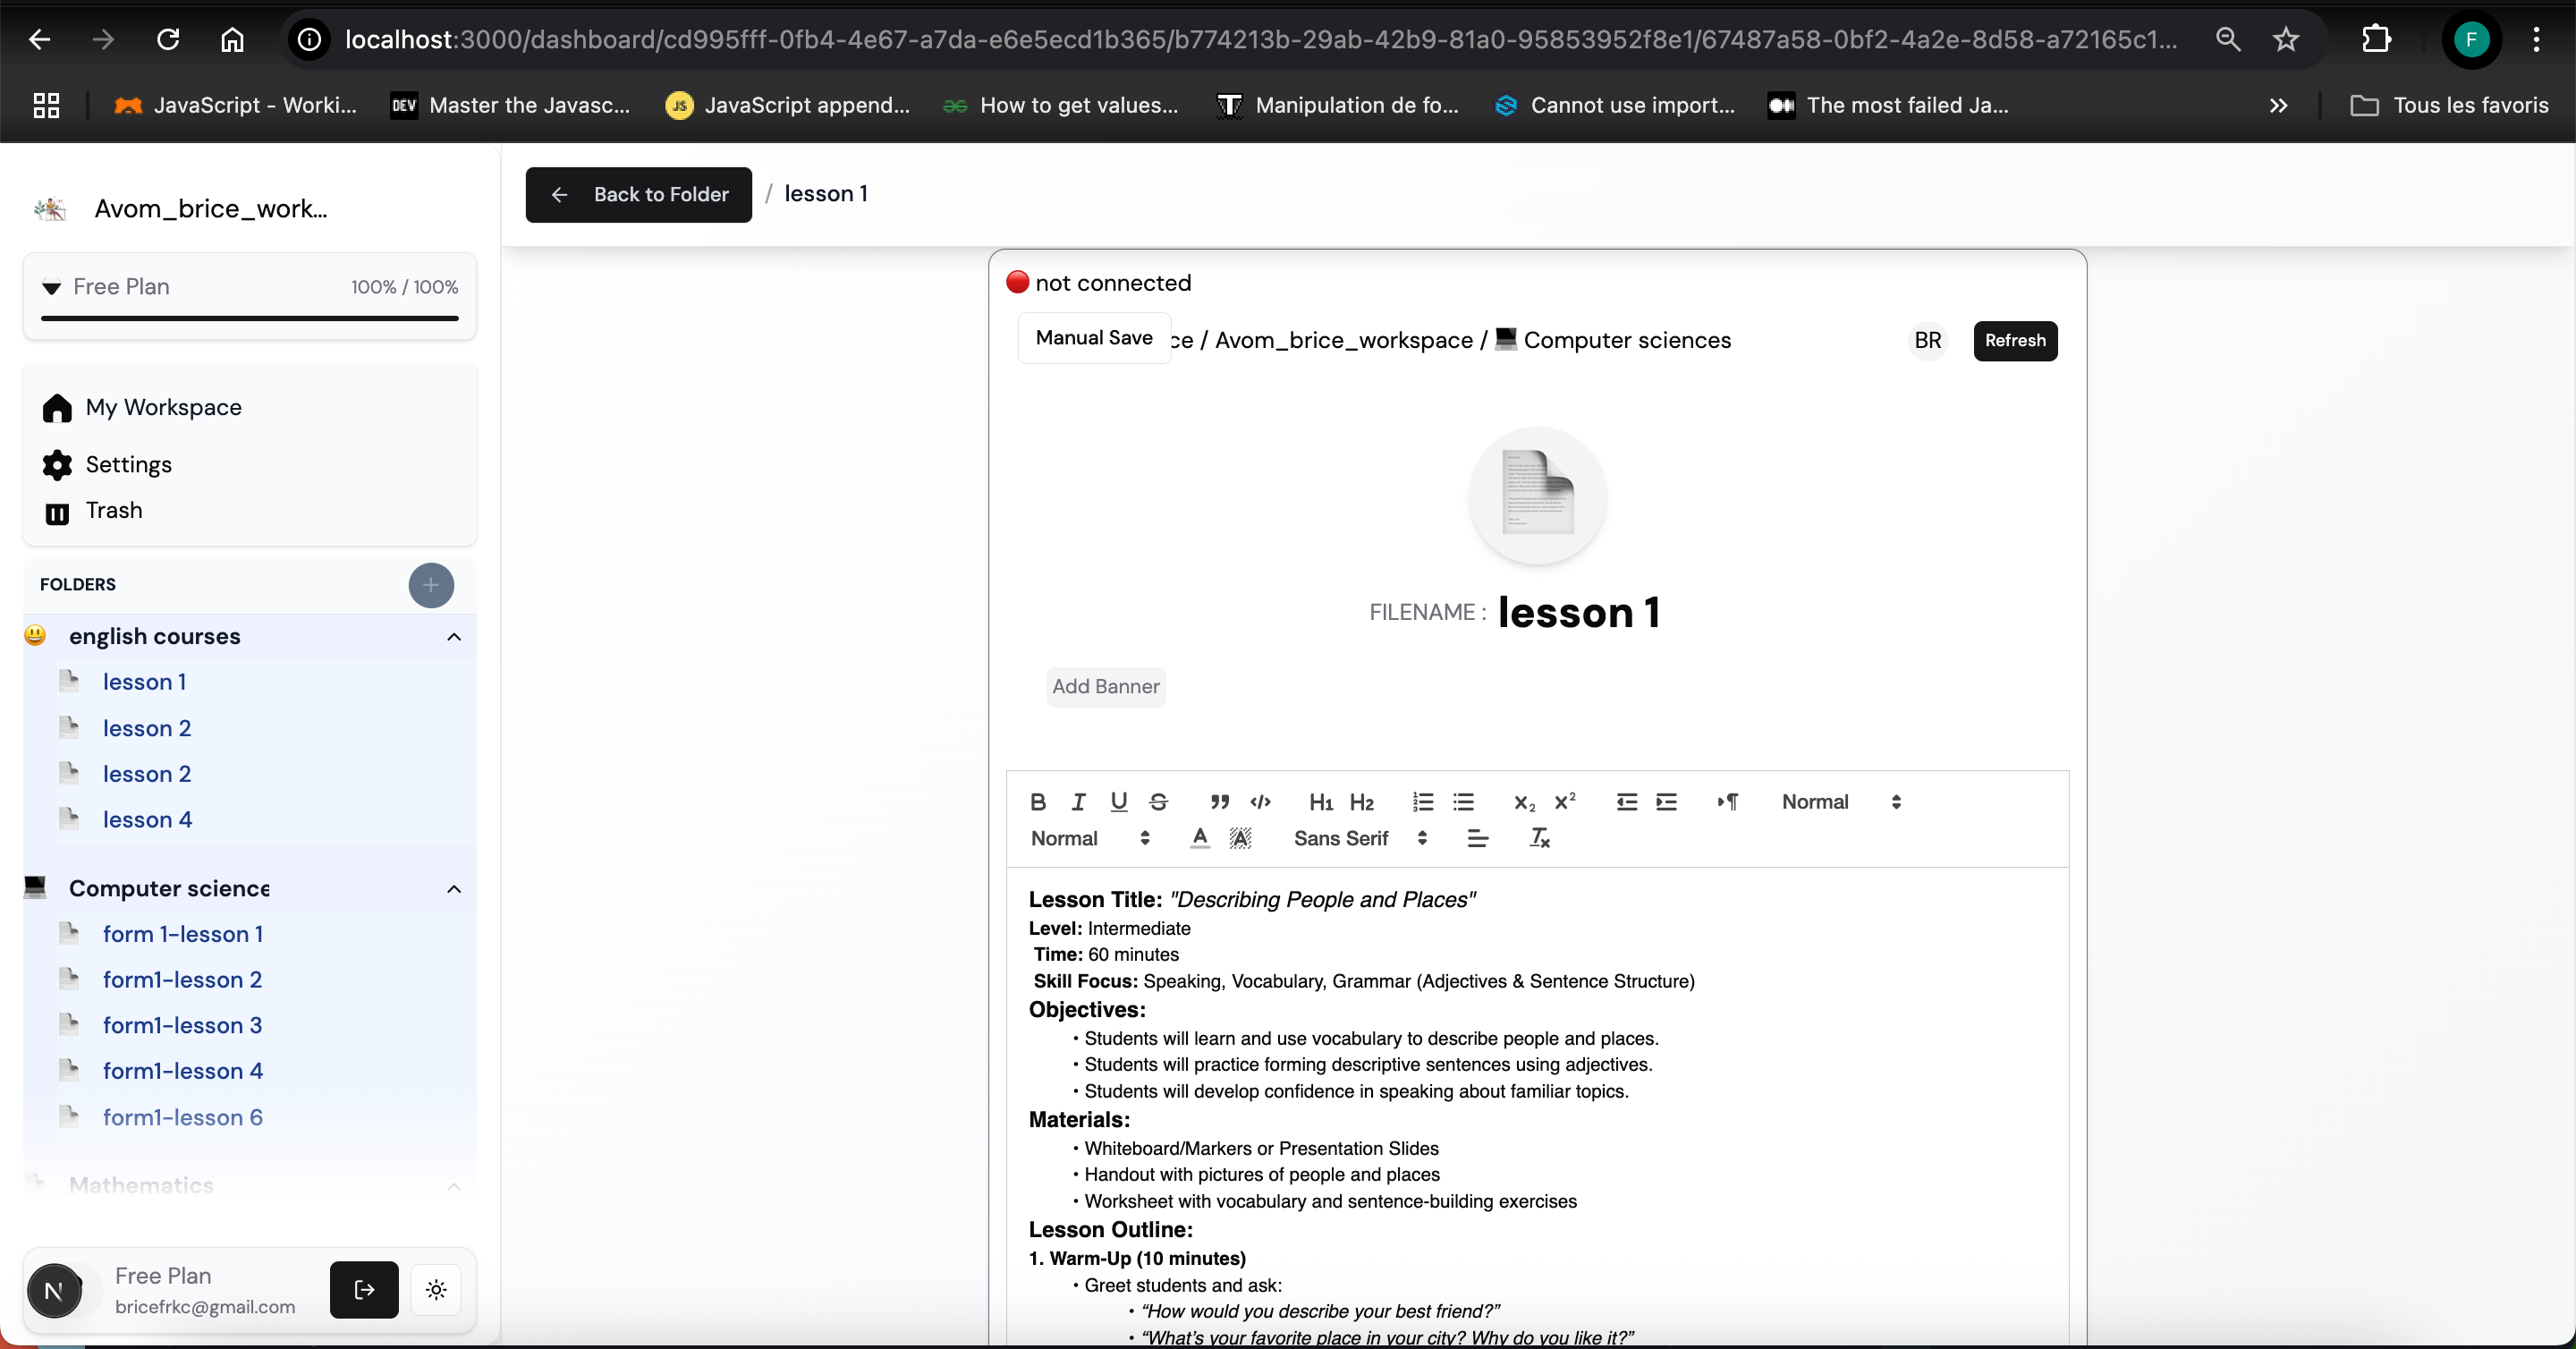 localhost:3000/dashboard/cd995fff-0fb4-4e67-a7da-e6e5ecd1b365/b774213b-29ab-42b9-81a0-95853952f8e1/67487a58-0bf2-4a2e-8d58-a72165c1...
F
JavaScript - Worki...
DEV Master the Javasc...
JS JavaScript append...
How to get values...
Manipulation de fo...
Cannot use import...
The most failed Ja...
Tous les favoris
Avom_brice_work...
Free Plan 100% / 100%
My Workspace
Settings
Trash
FOLDERS
english courses
lesson 1
lesson 2
lesson 2
lesson 4
Computer science
form 1-lesson 1
form1-lesson 2
form1-lesson 3
form1-lesson 4
form1-lesson 6
Mathematics
N
Free Plan
bricefrkc@gmail.com
Back to Folder / lesson 1
not connected
Manual Save ce / Avom_brice_workspace / 💻 Computer sciences
BR
Refresh
FILENAME : lesson 1
Add Banner
B I U S H1 H2 X2 X2 Normal
Normal A A Sans Serif Tx
Lesson Title: "Describing People and Places"
Level: Intermediate
Time: 60 minutes
Skill Focus: Speaking, Vocabulary, Grammar (Adjectives & Sentence Structure)
Objectives:
• Students will learn and use vocabulary to describe people and places.
• Students will practice forming descriptive sentences using adjectives.
• Students will develop confidence in speaking about familiar topics.
Materials:
• Whiteboard/Markers or Presentation Slides
• Handout with pictures of people and places
• Worksheet with vocabulary and sentence-building exercises
Lesson Outline:
1. Warm-Up (10 minutes)
• Greet students and ask:
• “How would you describe your best friend?”
• “What’s your favorite place in your city? Why do you like it?”